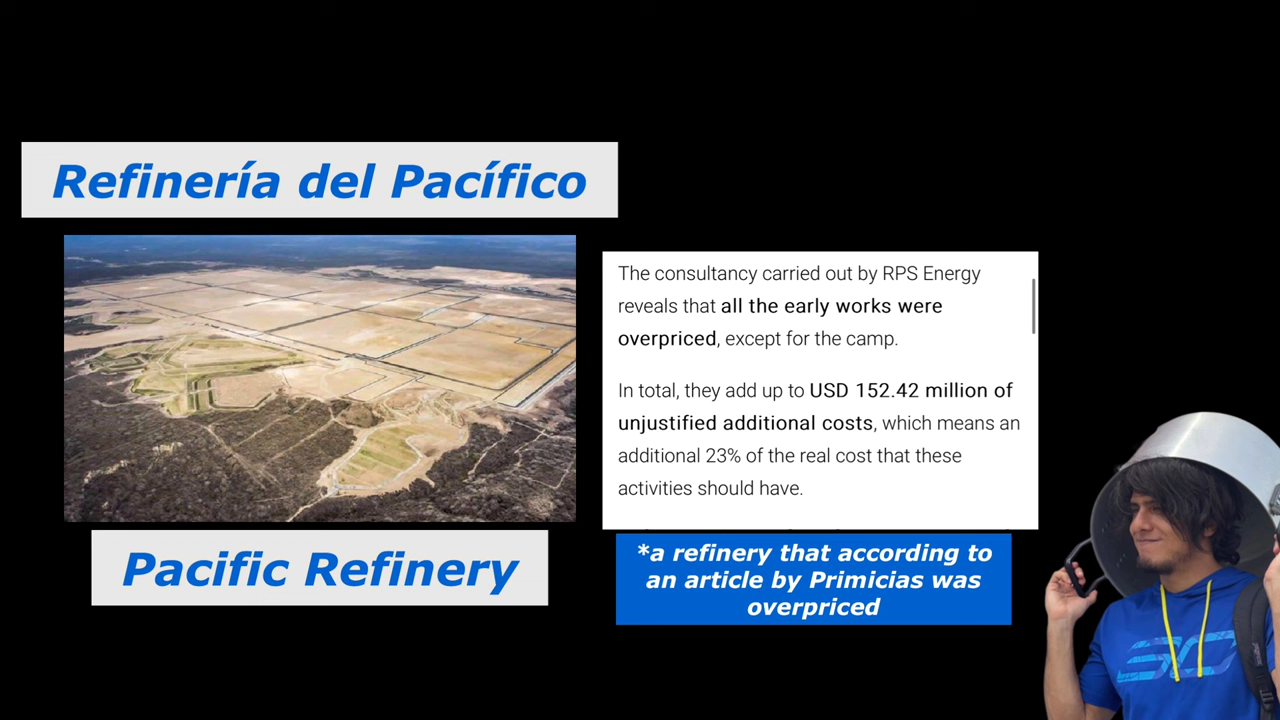 Refinería del Pacífico
The consultancy carried out by RPS Energy
reveals that all the early works were
overpriced, except for the camp.
In total, they add up to USD 152.42 million of
unjustified additional costs, which means an
additional 23% of the real cost that these
activities should have.
Pacific Refinery
*a refinery that according to
an article by Primicias was
overpriced